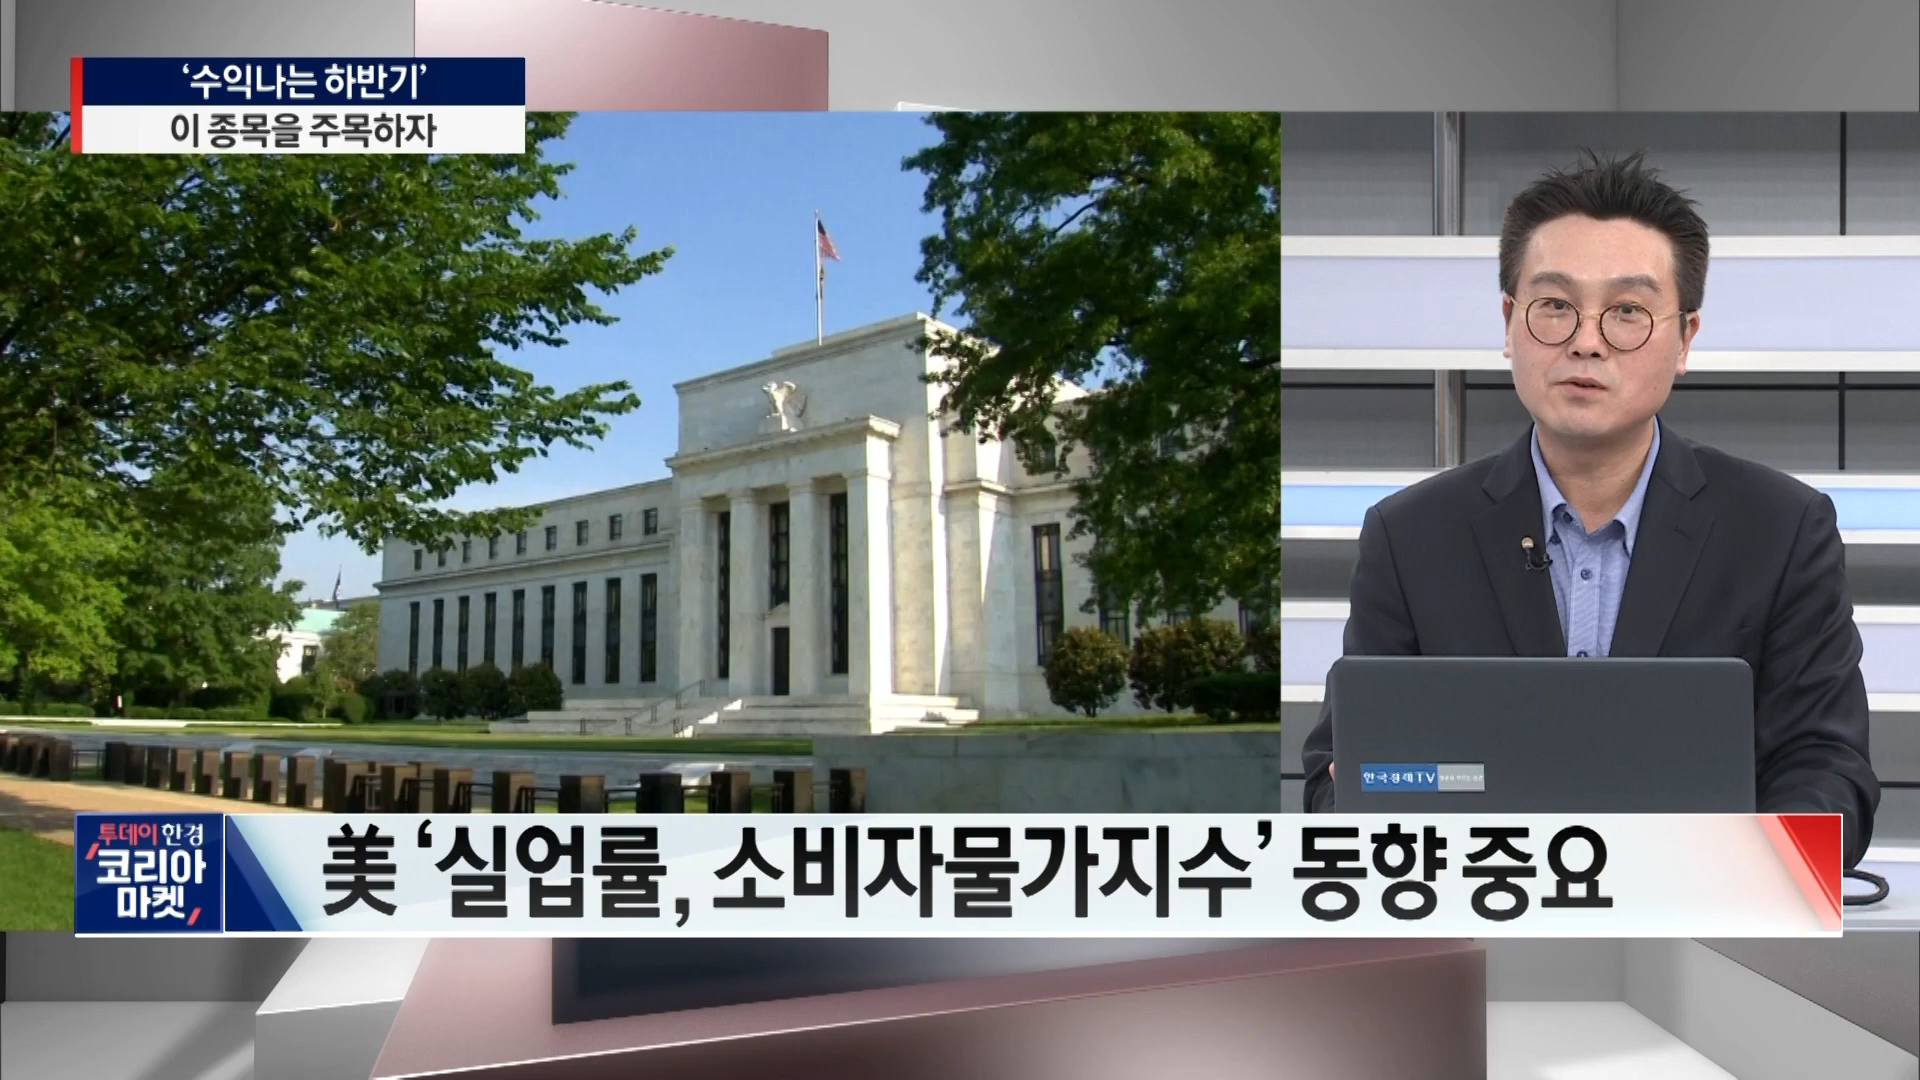 ‘수익나는 하반기’
이 종목을 주목하자
한국경제TV
투데이 한경
코리아
마켓
美 ‘실업률, 소비자물가지수’ 동향 중요